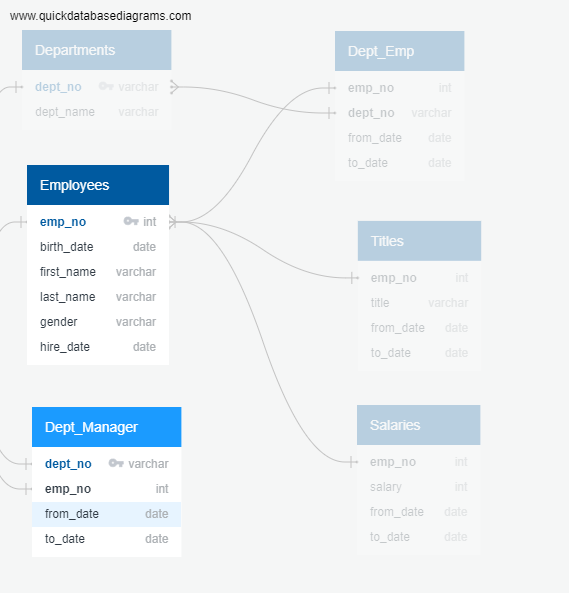 www.quickdatabasediagrams.com
Departments
dept_no varchar
dept_name varchar
Dept_Emp
emp_no int
dept_no varchar
from_date date
to_date date
Employees
emp_no int
birth_date date
first_name varchar
last_name varchar
gender varchar
hire_date date
Titles
emp_no int
title varchar
from_date date
to_date date
Dept_Manager
dept_no varchar
emp_no int
from_date date
to_date date
Salaries
emp_no int
salary int
from_date date
to_date date